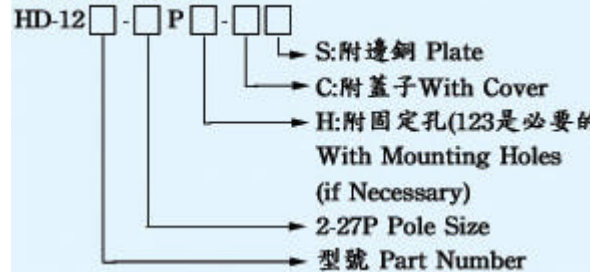 HD-12□-□P□-□□
S:附邊銅 Plate
C:附蓋子With Cover
H:附固定孔(123是必要的
With Mounting Holes
(if Necessary)
2-27P Pole Size
型號 Part Number